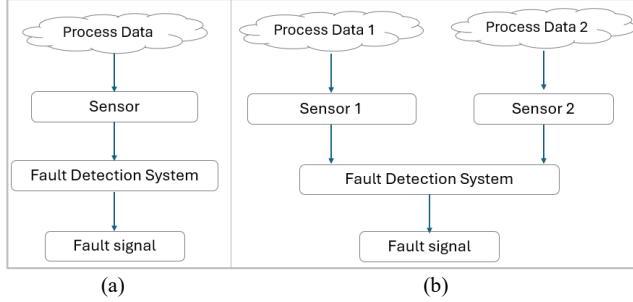 Process Data
Sensor
Fault Detection System
Fault signal
(a)
Process Data 1
Process Data 2
Sensor 1
Sensor 2
Fault Detection System
Fault signal
(b)